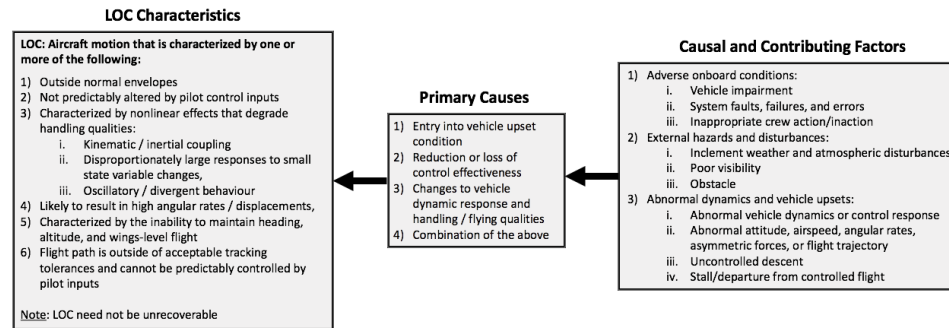 LOC Characteristics
LOC: Aircraft motion that is characterized by one or
more of the following:
1) Outside normal envelopes
2) Not predictably altered by pilot control inputs
3) Characterized by nonlinear effects that degrade
handling qualities:
i. Kinematic / inertial coupling
ii. Disproportionately large responses to small
state variable changes,
iii. Oscillatory / divergent behaviour
4) Likely to result in high angular rates / displacements,
5) Characterized by the inability to maintain heading,
altitude, and wings-level flight
6) Flight path is outside of acceptable tracking
tolerances and cannot be predictably controlled by
pilot inputs
Note: LOC need not be unrecoverable
Primary Causes
1) Entry into vehicle upset
condition
2) Reduction or loss of
control effectiveness
3) Changes to vehicle
dynamic response and
handling / flying qualities
4) Combination of the above
Causal and Contributing Factors
1) Adverse onboard conditions:
i. Vehicle impairment
ii. System faults, failures, and errors
iii. Inappropriate crew action/inaction
2) External hazards and disturbances:
i. Inclement weather and atmospheric disturbances
ii. Poor visibility
iii. Obstacle
3) Abnormal dynamics and vehicle upsets:
i. Abnormal vehicle dynamics or control response
ii. Abnormal attitude, airspeed, angular rates,
asymmetric forces, or flight trajectory
iii. Uncontrolled descent
iv. Stall/departure from controlled flight